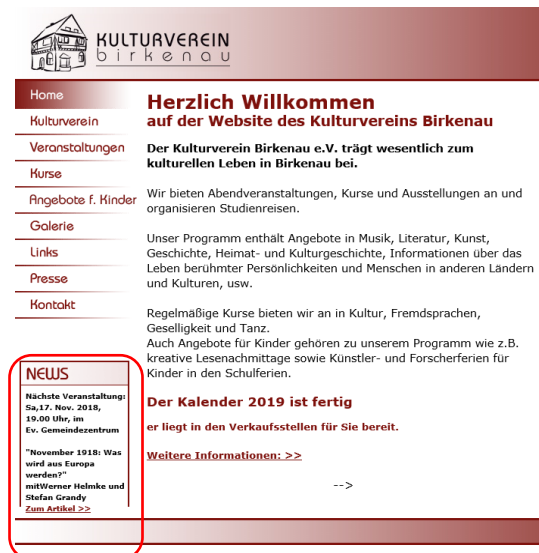 KULTURVEREIN
birkenau
Home
Kulturverein
Veranstaltungen
Kurse
Angebote f. Kinder
Galerie
Links
Presse
Kontakt
Herzlich Willkommen
auf der Website des Kulturvereins Birkenau
Der Kulturverein Birkenau e.V. trägt wesentlich zum
kulturellen Leben in Birkenau bei.
Wir bieten Abendveranstaltungen, Kurse und Ausstellungen an und
organisieren Studienreisen.
Unser Programm enthält Angebote in Musik, Literatur, Kunst,
Geschichte, Heimat- und Kulturgeschichte, Informationen über das
Leben berühmter Persönlichkeiten und Menschen in anderen Ländern
und Kulturen, usw.
Regelmäßige Kurse bieten wir an in Kultur, Fremdsprachen,
Geselligkeit und Tanz.
Auch Angebote für Kinder gehören zu unserem Programm wie z.B.
kreative Lesenachmittage sowie Künstler- und Forscherferien für
Kinder in den Schulferien.
Der Kalender 2019 ist fertig
er liegt in den Verkaufsstellen für Sie bereit.
Weitere Informationen: >>
-->
NEWS
Nächste Veranstaltung:
Sa,17. Nov. 2018,
19.00 Uhr, im
Ev. Gemeindezentrum
"November 1918: Was
wird aus Europa
werden?"
mitWerner Helmke und
Stefan Grandy
Zum Artikel >>